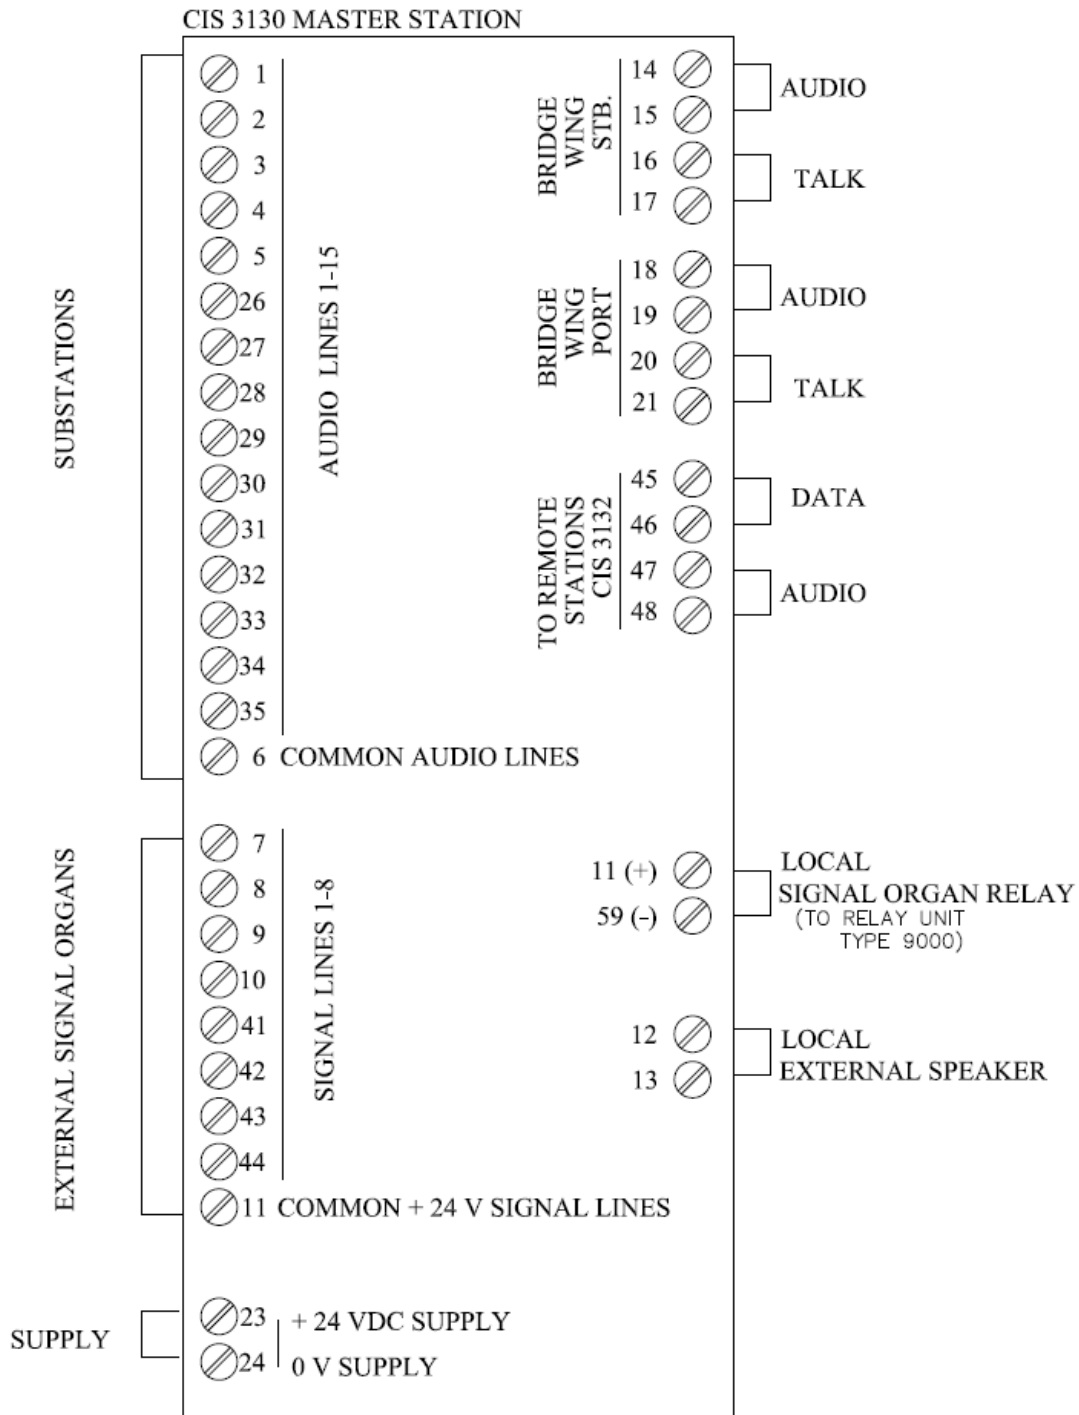 CIS 3130 MASTER STATION
SUBSTATIONS
1
2
3
4
5
26
27
28
29
30
31
32
33
34
35
AUDIO LINES 1-15
6 COMMON AUDIO LINES
EXTERNAL SIGNAL ORGANS
7
8
9
10
41
42
43
44
SIGNAL LINES 1-8
11 COMMON + 24 V SIGNAL LINES
SUPPLY
23 + 24 VDC SUPPLY
24 0 V SUPPLY
BRIDGE
WING
STB.
14
15
AUDIO
16
17
TALK
BRIDGE
WING
PORT
18
19
AUDIO
20
21
TALK
TO REMOTE
STATIONS
CIS 3132
45
46
DATA
47
48
AUDIO
11 (+)
59 (-)
LOCAL
SIGNAL ORGAN RELAY
(TO RELAY UNIT
TYPE 9000)
12
13
LOCAL
EXTERNAL SPEAKER